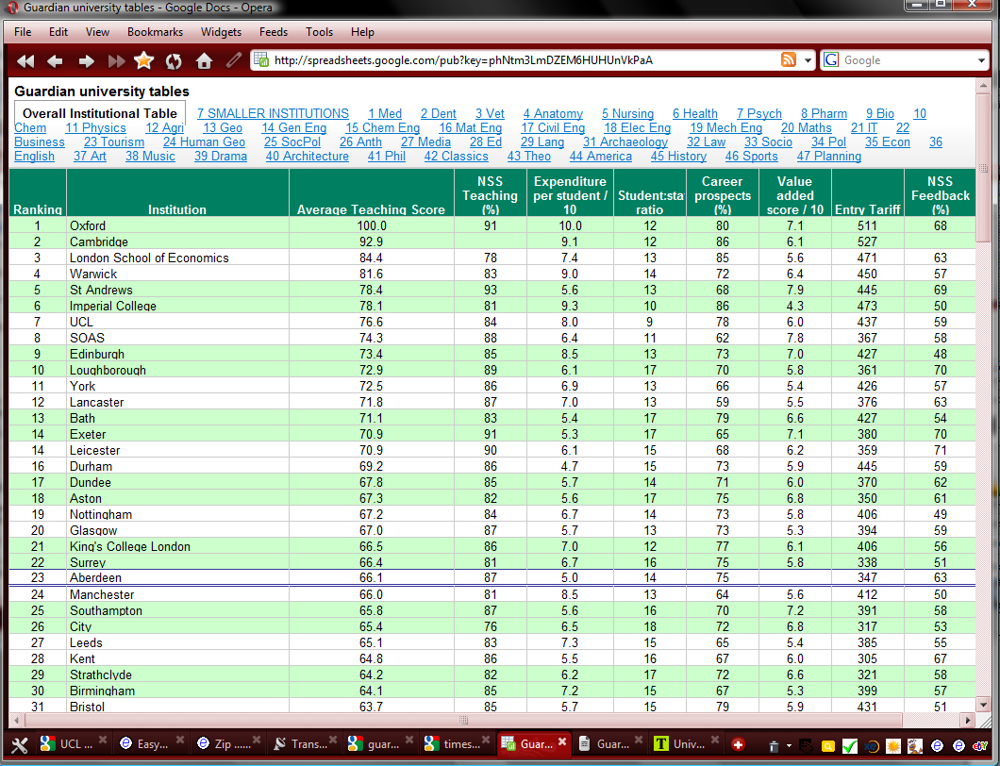 Guardian university tables - Google Docs - Opera
File Edit View Bookmarks Widgets Feeds Tools Help
http://spreadsheets.google.com/pub?key=phNtm3LmDZEM6HUHUnVkPaA Google
Guardian university tables
Overall Institutional Table 7 SMALLER INSTITUTIONS 1 Med 2 Dent 3 Vet 4 Anatomy 5 Nursing 6 Health 7 Psych 8 Pharm 9 Bio 10
Chem 11 Physics 12 Agri 13 Geo 14 Gen Eng 15 Chem Eng 16 Mat Eng 17 Civil Eng 18 Elec Eng 19 Mech Eng 20 Maths 21 IT 22
Business 23 Tourism 24 Human Geo 25 SocPol 26 Anth 27 Media 28 Ed 29 Lang 31 Archaeology 32 Law 33 Socio 34 Pol 35 Econ 36
English 37 Art 38 Music 39 Drama 40 Architecture 41 Phil 42 Classics 43 Theo 44 America 45 History 46 Sports 47 Planning
NSS Expenditure Career Value NSS
Teaching per student / Student:sta prospects added Feedback
Ranking Institution Average Teaching Score (%) 10 ratio (%) score / 10 Entry Tariff (%)
1 Oxford 100.0 91 10.0 12 80 7.1 511 68
2 Cambridge 92.9 9.1 12 86 6.1 527
3 London School of Economics 84.4 78 7.4 13 85 5.6 471 63
4 Warwick 81.6 83 9.0 14 72 6.4 450 57
5 St Andrews 78.4 93 5.6 13 68 7.9 445 69
6 Imperial College 78.1 81 9.3 10 86 4.3 473 50
7 UCL 76.6 84 8.0 9 78 6.0 437 59
8 SOAS 74.3 88 6.4 11 62 7.8 367 58
9 Edinburgh 73.4 85 8.5 13 73 7.0 427 48
10 Loughborough 72.9 89 6.1 17 70 5.8 361 70
11 York 72.5 86 6.9 13 66 5.4 426 57
12 Lancaster 71.8 87 7.0 13 59 5.5 376 63
13 Bath 71.1 83 5.4 17 79 6.6 427 54
14 Exeter 70.9 91 5.3 17 65 7.1 380 70
14 Leicester 70.9 90 6.1 15 68 6.2 359 71
16 Durham 69.2 86 4.7 15 73 5.9 445 59
17 Dundee 67.8 85 5.7 14 71 6.0 370 62
18 Aston 67.3 82 5.6 17 75 6.8 350 61
19 Nottingham 67.2 84 6.7 14 73 5.8 406 49
20 Glasgow 67.0 87 5.7 13 73 5.3 394 59
21 King's College London 66.5 86 7.0 12 77 6.1 406 56
22 Surrey 66.4 81 6.7 16 75 5.8 338 51
23 Aberdeen 66.1 87 5.0 14 75 347 63
24 Manchester 66.0 81 8.5 13 64 5.6 412 50
25 Southampton 65.8 87 5.6 16 70 7.2 391 58
26 City 65.4 76 6.5 18 72 6.8 317 53
27 Leeds 65.1 83 7.3 15 65 5.4 385 55
28 Kent 64.8 86 5.5 16 67 6.0 305 67
29 Strathclyde 64.2 82 6.2 17 72 6.6 321 58
30 Birmingham 64.1 85 7.2 15 67 5.3 399 57
31 Bristol 63.7 85 5.7 15 79 5.9 431 51
UCL ... Easy... Zip ..... Trans... guar... times... Guar... Guar... Univ...